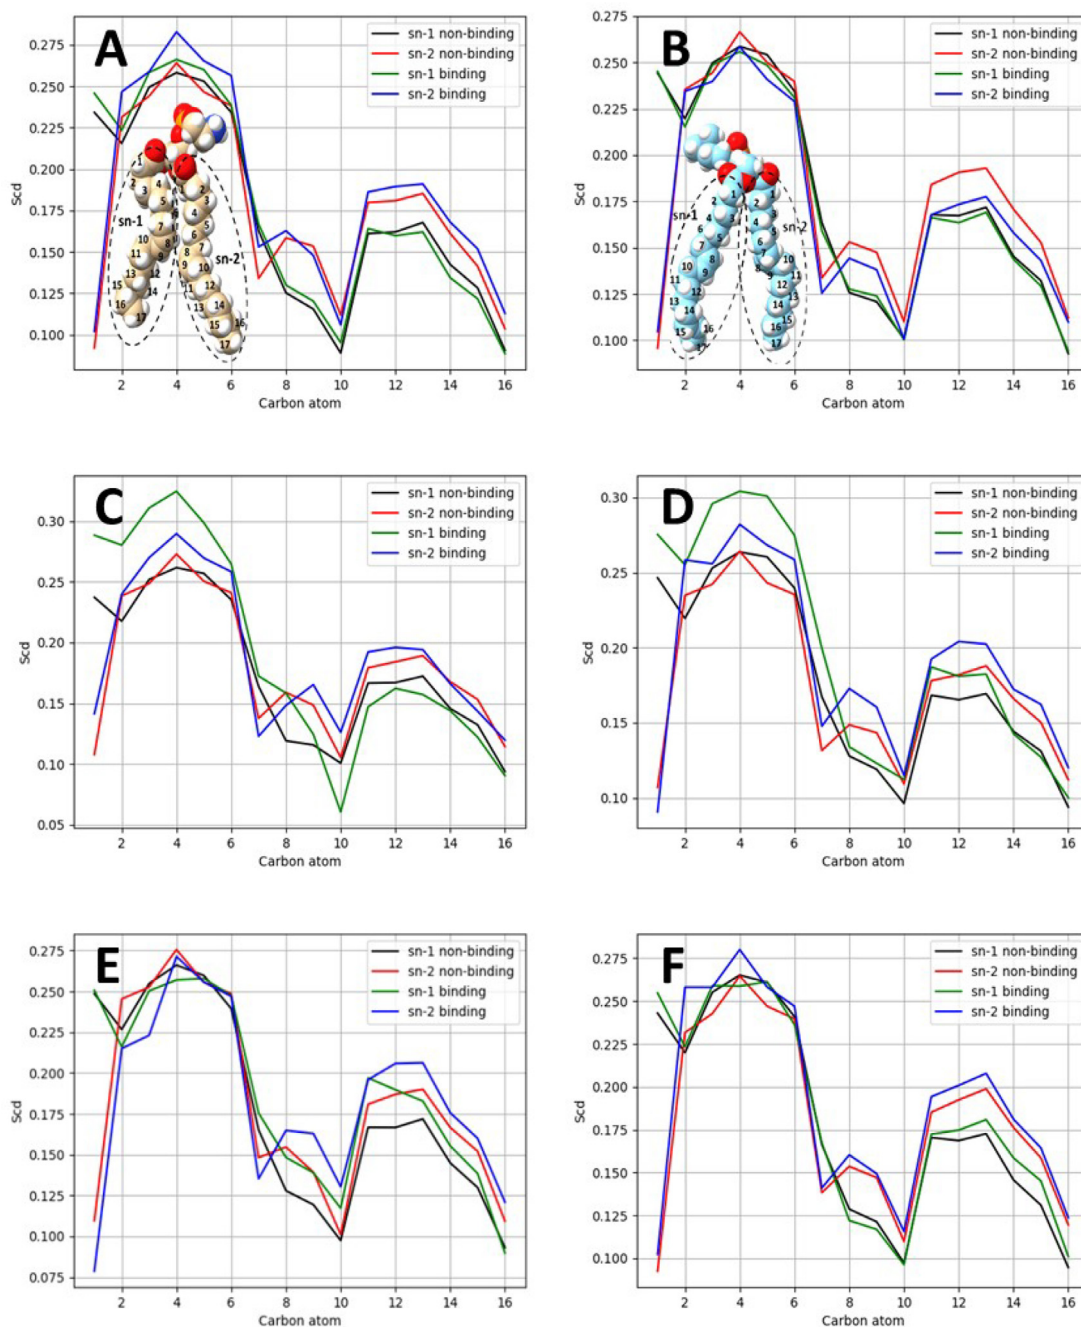 A
sn-1 non-binding
sn-2 non-binding
sn-1 binding
sn-2 binding
Scd
0.275
0.250
0.225
0.200
0.175
0.150
0.125
0.100
sn-1
sn-2
2 4 6 8 10 12 14 16
Carbon atom
B
sn-1 non-binding
sn-2 non-binding
sn-1 binding
sn-2 binding
Scd
0.275
0.250
0.225
0.200
0.175
0.150
0.125
0.100
sn-1
sn-2
2 4 6 8 10 12 14 16
Carbon atom
C
sn-1 non-binding
sn-2 non-binding
sn-1 binding
sn-2 binding
Scd
0.30
0.25
0.20
0.15
0.10
0.05
2 4 6 8 10 12 14 16
Carbon atom
D
sn-1 non-binding
sn-2 non-binding
sn-1 binding
sn-2 binding
Scd
0.30
0.25
0.20
0.15
0.10
2 4 6 8 10 12 14 16
Carbon atom
E
sn-1 non-binding
sn-2 non-binding
sn-1 binding
sn-2 binding
Scd
0.275
0.250
0.225
0.200
0.175
0.150
0.125
0.100
0.075
2 4 6 8 10 12 14 16
Carbon atom
F
sn-1 non-binding
sn-2 non-binding
sn-1 binding
sn-2 binding
Scd
0.275
0.250
0.225
0.200
0.175
0.150
0.125
0.100
2 4 6 8 10 12 14 16
Carbon atom